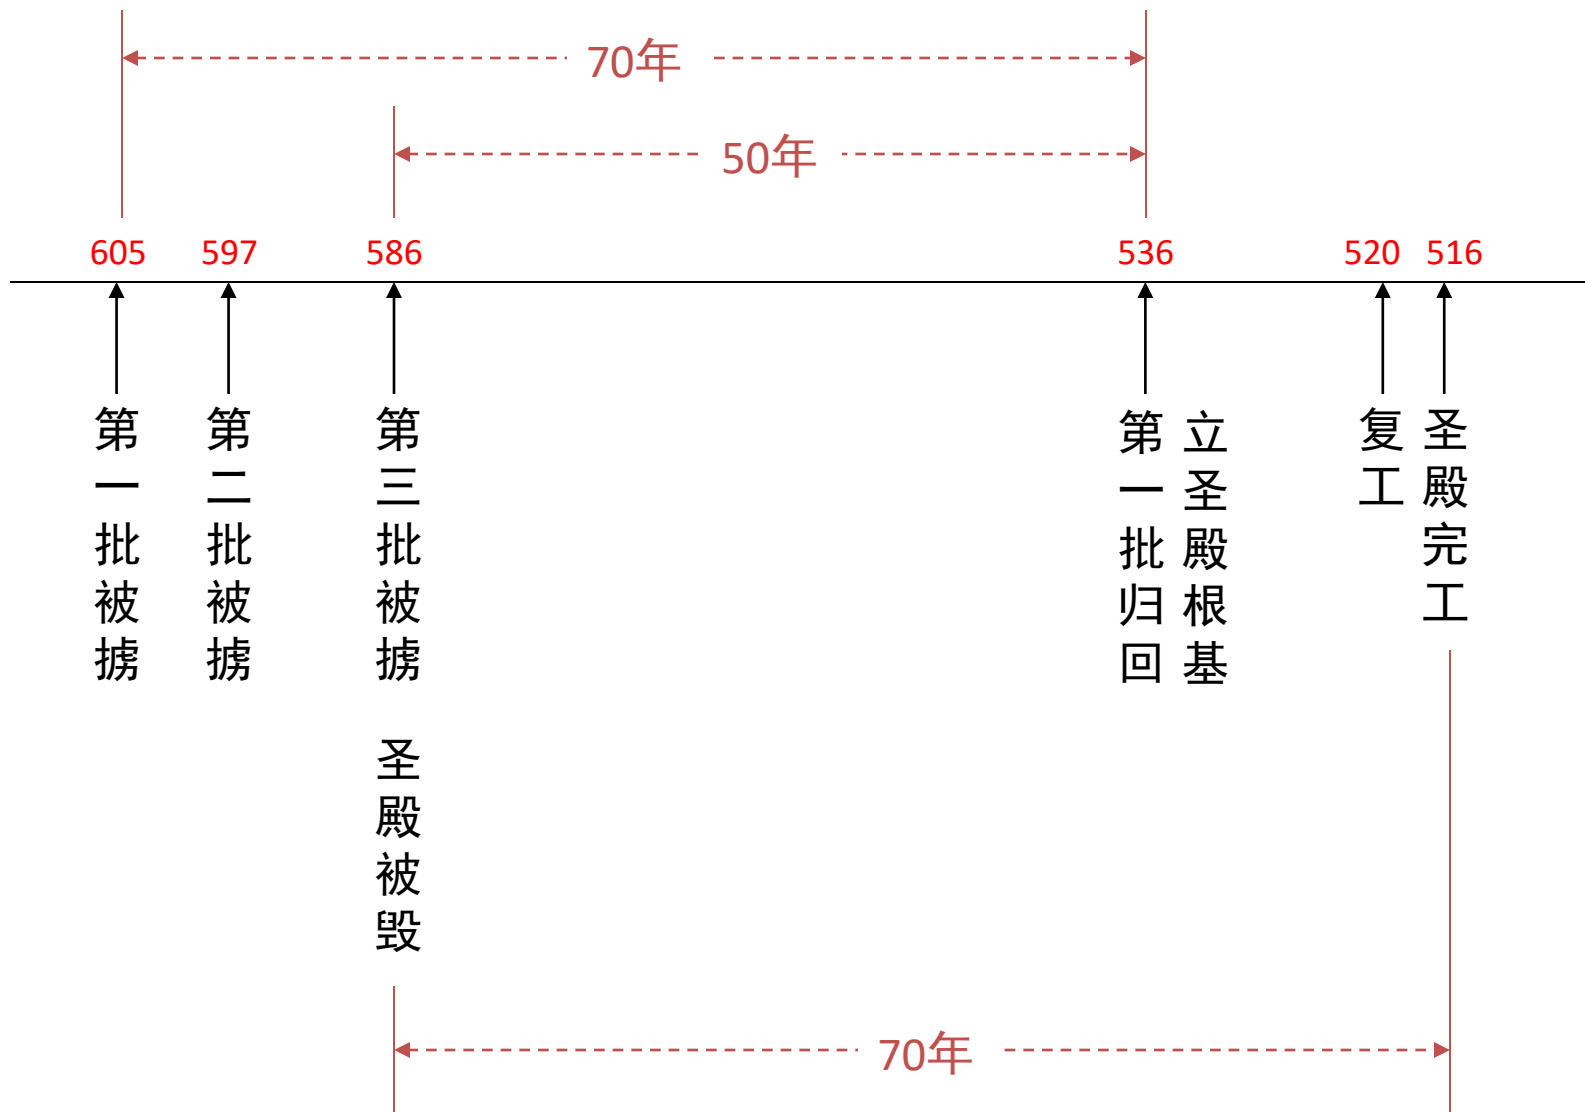 70年
50年
605
597
586
536
520
516
第一批被掳
第二批被掳
第三批被掳
圣殿被毁
第一批归回
立圣殿根基
复工
圣殿完工
70年